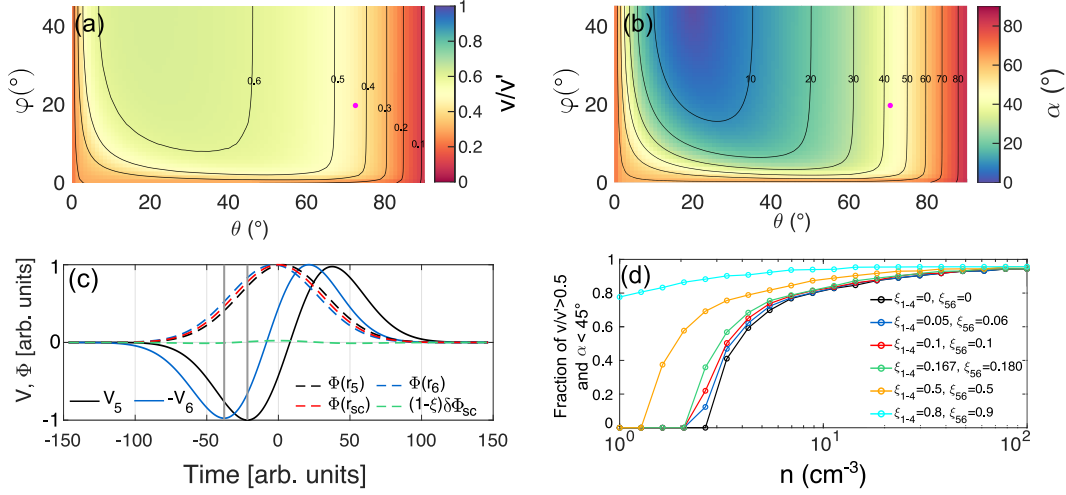 (a)
φ(°)
40
20
0
0.6
0.5
0.4
0.3
0.2
0.1
0
20
40
60
80
θ (°)
1
0.8
0.6
0.4
0.2
0
v/v'
(b)
φ(°)
40
20
0
10
20
30
40
50
60
70
80
88
0
20
40
60
80
θ (°)
80
60
40
20
0
α (°)
(c)
V, Φ [arb. units]
1
0
-1
V5
-V6
Φ(r5)
Φ(r6)
Φ(rsc)
(1-ξ)δΦsc
-150
-100
-50
0
50
100
150
Time [arb. units]
(d)
Fraction of v/v'>0.5
and α < 45°
1
0.8
0.6
0.4
0.2
0
ξ1-4=0, ξ56=0
ξ1-4=0.05, ξ56=0.06
ξ1-4=0.1, ξ56=0.1
ξ1-4=0.167, ξ56=0.180
ξ1-4=0.5, ξ56=0.5
ξ1-4=0.8, ξ56=0.9
10^0
10^1
10^2
n (cm^-3)